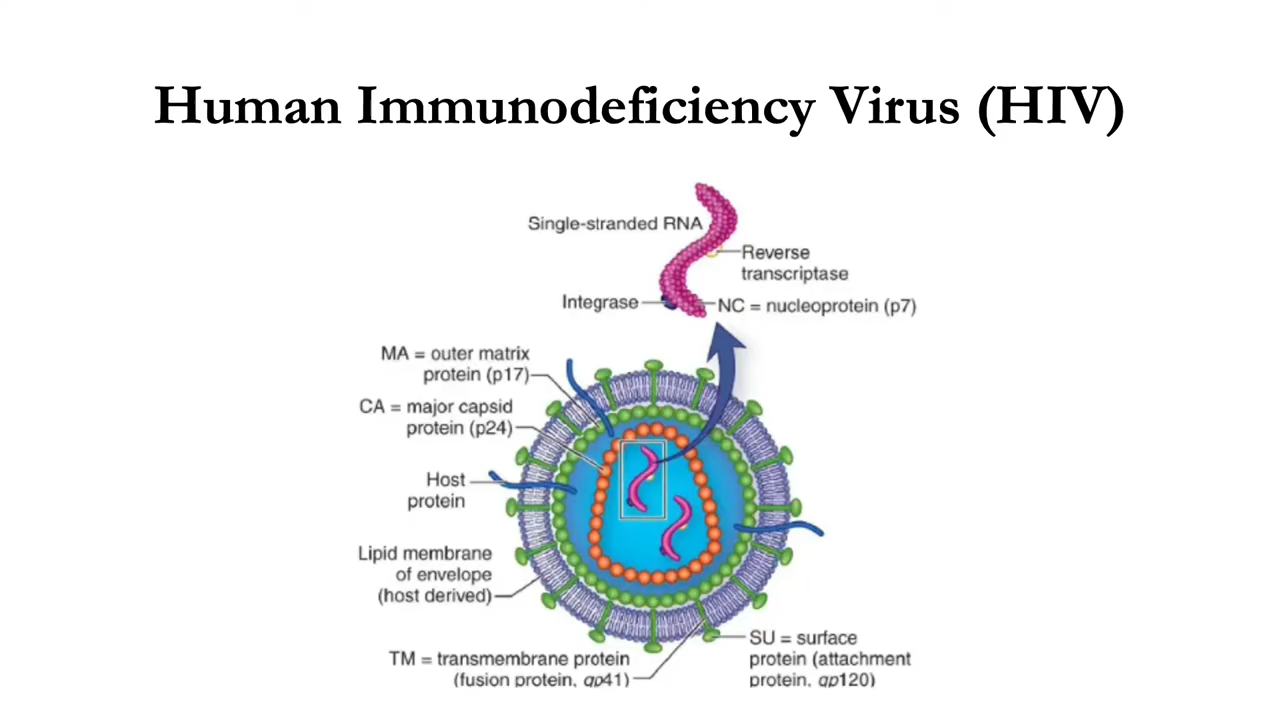 Human Immunodeficiency Virus (HIV)
Single-stranded RNA
Reverse
transcriptase
Integrase
NC = nucleoprotein (p7)
MA = outer matrix
protein (p17)
CA = major capsid
protein (p24)
Host
protein
Lipid membrane
of envelope
(host derived)
TM = transmembrane protein
(fusion protein, gp41)
SU = surface
protein (attachment
protein, gp120)